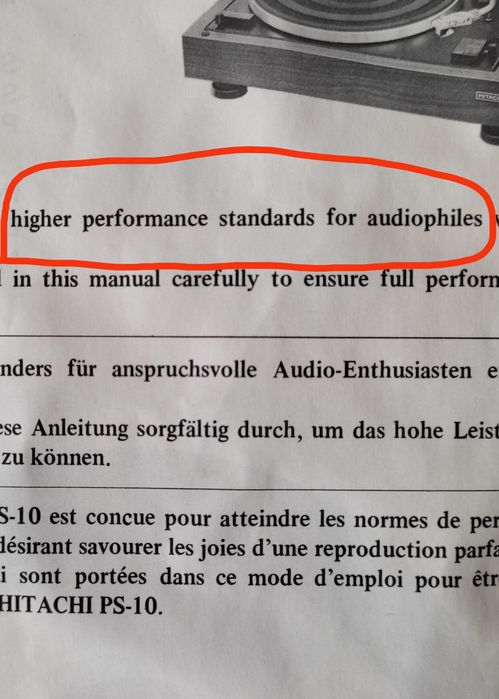 HITACHI
higher performance standards for audiophiles
in this manual carefully to ensure full perform
nders für anspruchsvolle Audio-Enthusiasten e
ese Anleitung sorgfältig durch, um das hohe Leist
zu können.
S-10 est concue pour atteindre les normes de per
désirant savourer les joies d'une reproduction parfa
i sont portées dans ce mode d'emploi pour êtr
HITACHI PS-10.